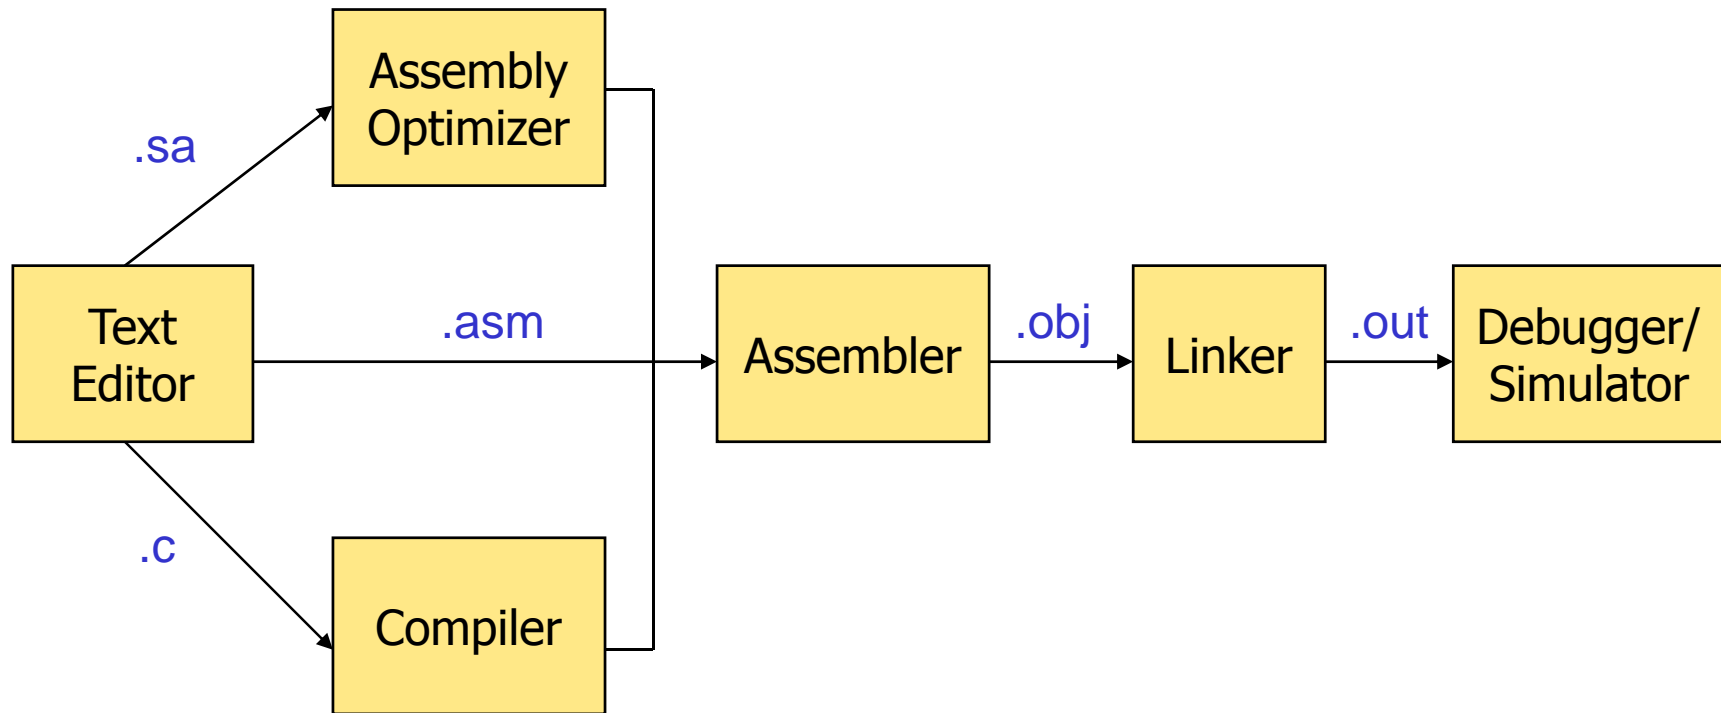 Assembly
Optimizer
.sa
Text
Editor
.asm
Assembler
.obj
Linker
.out
Debugger/
Simulator
.c
Compiler